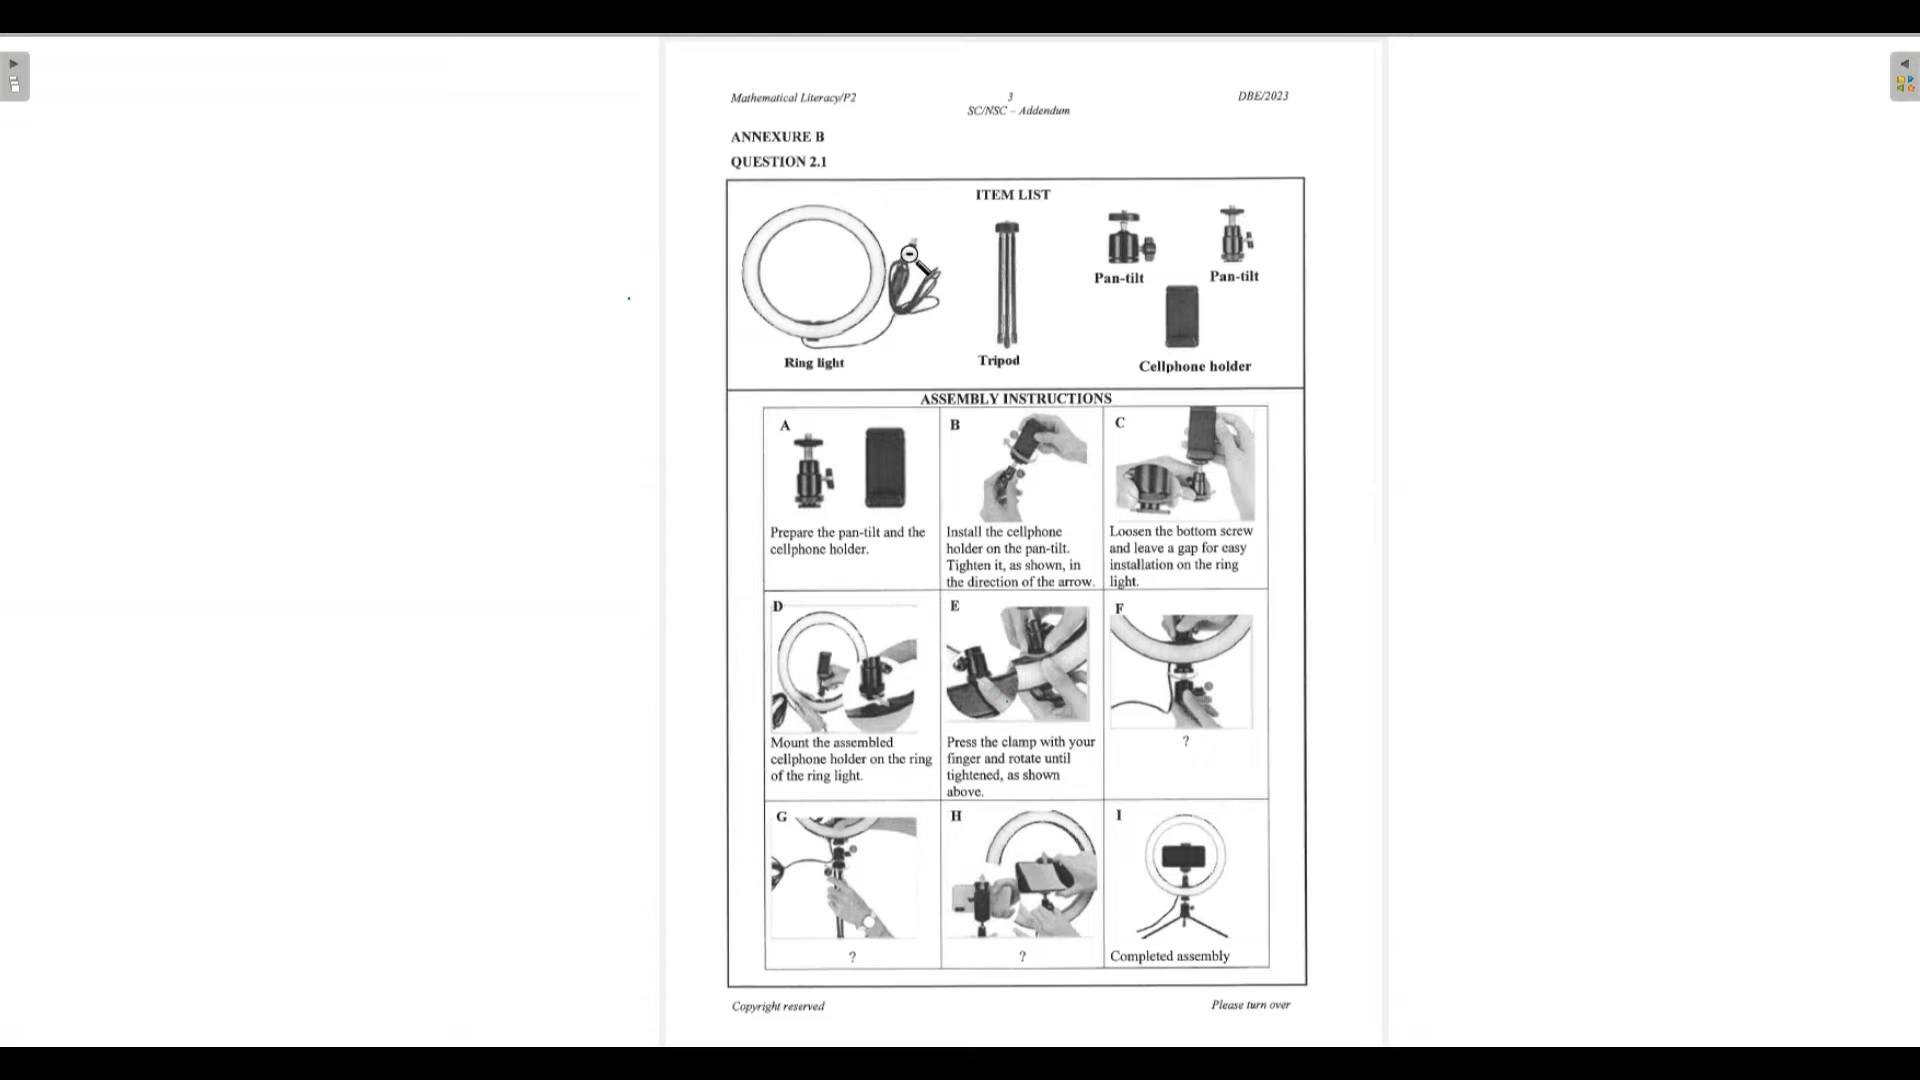 Mathematical Literacy/P2
3
DBE/2023
SC/NSC – Addendum
ANNEXURE B
QUESTION 2.1
ITEM LIST
Pan-tilt
Pan-tilt
Ring light
Tripod
Cellphone holder
ASSEMBLY INSTRUCTIONS
A
Prepare the pan-tilt and the
cellphone holder.
B
Install the cellphone
holder on the pan-tilt.
Tighten it, as shown, in
the direction of the arrow.
C
Loosen the bottom screw
and leave a gap for easy
installation on the ring
light.
D
Mount the assembled
cellphone holder on the ring
of the ring light.
E
Press the clamp with your
finger and rotate until
tightened, as shown
above.
F
?
G
?
H
?
I
Completed assembly
Copyright reserved
Please turn over